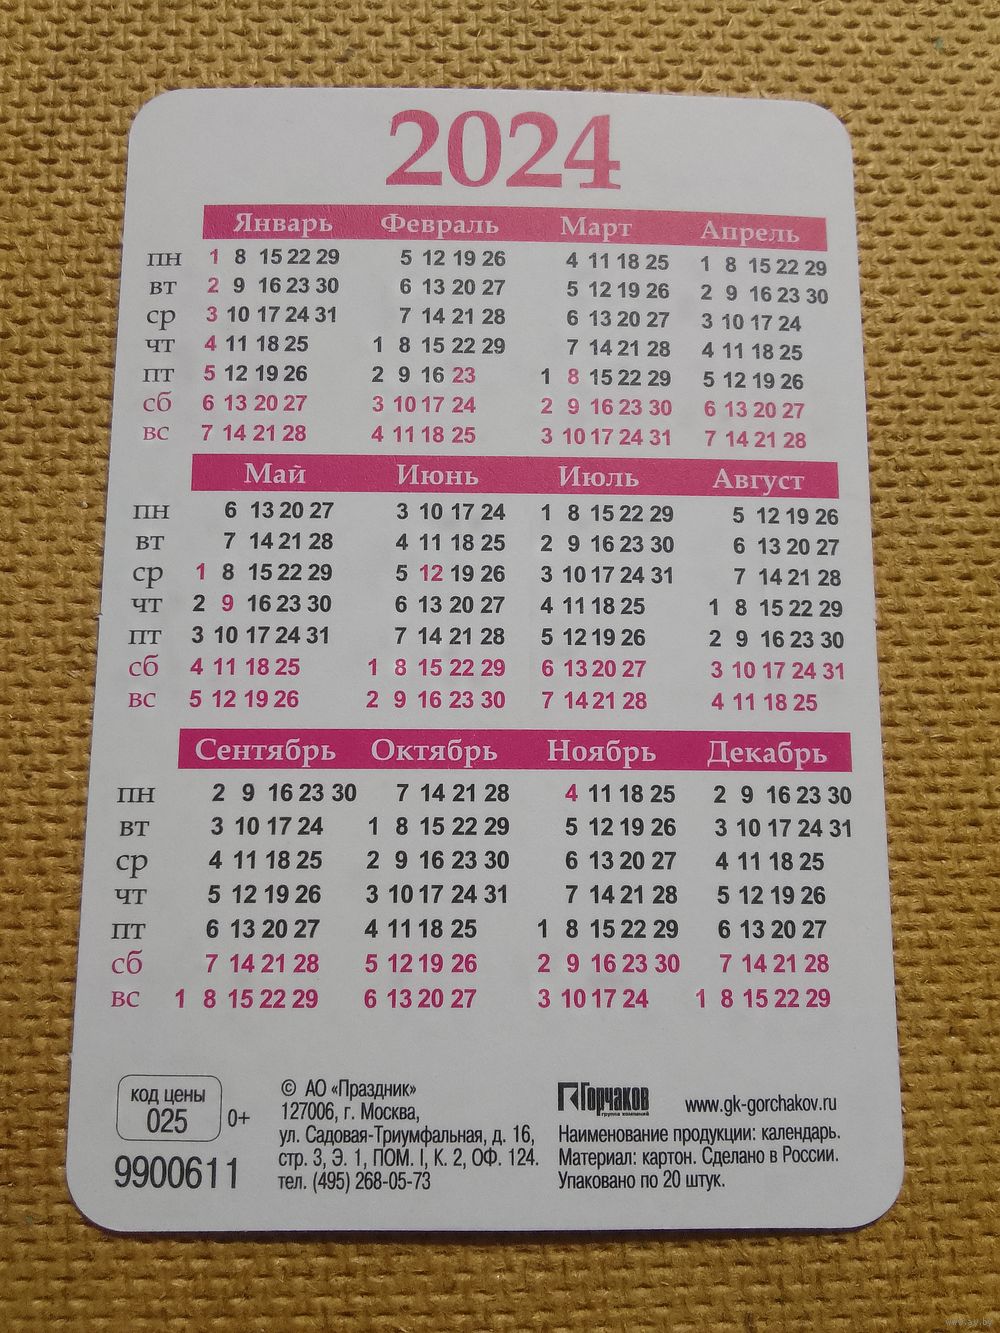 2024
Январь Февраль Март Апрель
пн 1 8 15 22 29 5 12 19 26 4 11 18 25 1 8 15 22 29
вт 2 9 16 23 30 6 13 20 27 5 12 19 26 2 9 16 23 30
ср 3 10 17 24 31 7 14 21 28 6 13 20 27 3 10 17 24
чт 4 11 18 25 1 8 15 22 29 7 14 21 28 4 11 18 25
пт 5 12 19 26 2 9 16 23 1 8 15 22 29 5 12 19 26
сб 6 13 20 27 3 10 17 24 2 9 16 23 30 6 13 20 27
вс 7 14 21 28 4 11 18 25 3 10 17 24 31 7 14 21 28
Май Июнь Июль Август
пн 6 13 20 27 3 10 17 24 1 8 15 22 29 5 12 19 26
вт 7 14 21 28 4 11 18 25 2 9 16 23 30 6 13 20 27
ср 1 8 15 22 29 5 12 19 26 3 10 17 24 31 7 14 21 28
чт 2 9 16 23 30 6 13 20 27 4 11 18 25 1 8 15 22 29
пт 3 10 17 24 31 7 14 21 28 5 12 19 26 2 9 16 23 30
сб 4 11 18 25 1 8 15 22 29 6 13 20 27 3 10 17 24 31
вс 5 12 19 26 2 9 16 23 30 7 14 21 28 4 11 18 25
Сентябрь Октябрь Ноябрь Декабрь
пн 2 9 16 23 30 7 14 21 28 4 11 18 25 2 9 16 23 30
вт 3 10 17 24 1 8 15 22 29 5 12 19 26 3 10 17 24 31
ср 4 11 18 25 2 9 16 23 30 6 13 20 27 4 11 18 25
чт 5 12 19 26 3 10 17 24 31 7 14 21 28 5 12 19 26
пт 6 13 20 27 4 11 18 25 1 8 15 22 29 6 13 20 27
сб 7 14 21 28 5 12 19 26 2 9 16 23 30 7 14 21 28
вс 1 8 15 22 29 6 13 20 27 3 10 17 24 1 8 15 22 29
код цены
025
0+
9900611
© АО «Праздник»
127006, г. Москва,
ул. Садовая-Триумфальная, д. 16,
стр. 3, Э. 1, ПОМ. I, К. 2, ОФ. 124.
тел. (495) 268-05-73
Горчаков www.gk-gorchakov.ru
группа компаний
Наименование продукции: календарь.
Материал: картон. Сделано в России.
Упаковано по 20 штук.
www.ay.by